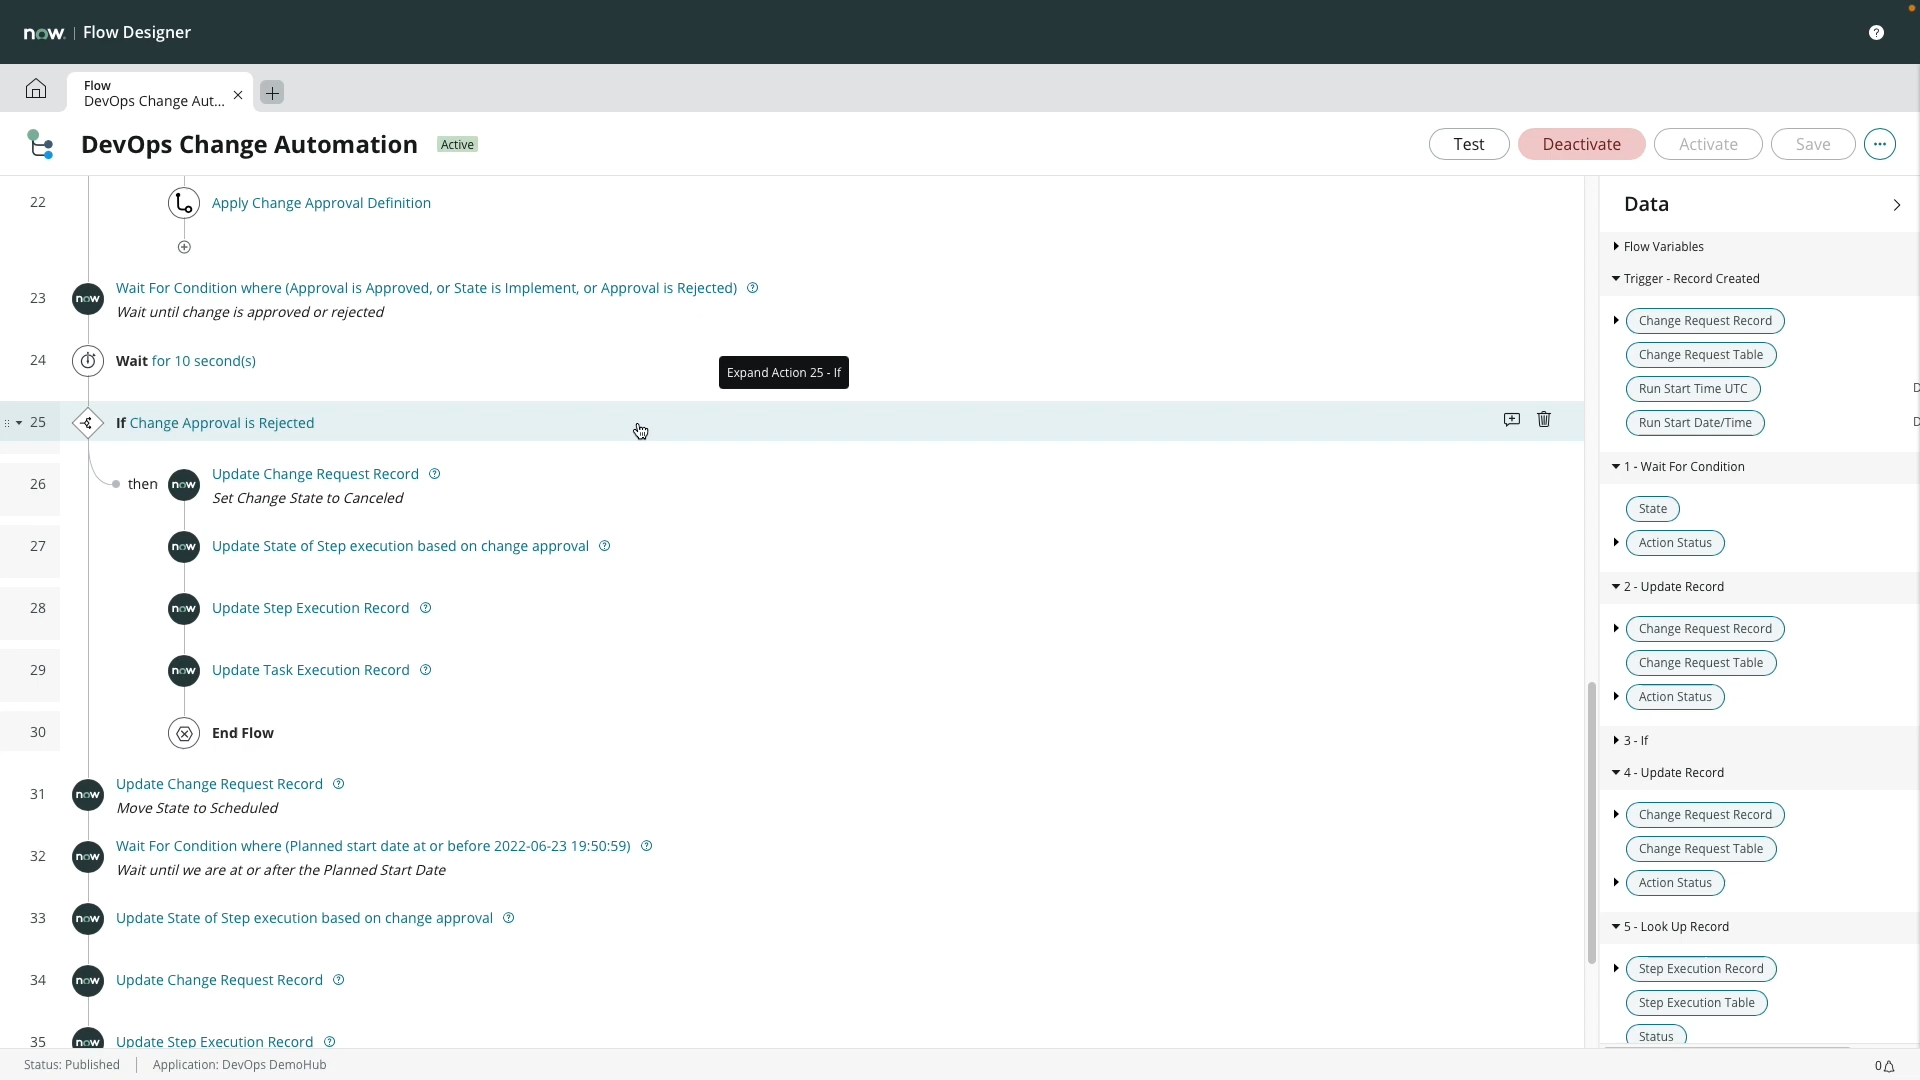 now. | Flow Designer
?
Flow
DevOps Change Aut...
DevOps Change Automation
Active
Test
Deactivate
Activate
Save
22
Apply Change Approval Definition
23
now
Wait For Condition where (Approval is Approved, or State is Implement, or Approval is Rejected)
Wait until change is approved or rejected
24
Wait for 10 second(s)
Expand Action 25 - If
25
If Change Approval is Rejected
26
then
now
Update Change Request Record
Set Change State to Canceled
27
now
Update State of Step execution based on change approval
28
now
Update Step Execution Record
29
now
Update Task Execution Record
30
End Flow
31
now
Update Change Request Record
Move State to Scheduled
32
now
Wait For Condition where (Planned start date at or before 2022-06-23 19:50:59)
Wait until we are at or after the Planned Start Date
33
now
Update State of Step execution based on change approval
34
now
Update Change Request Record
35
now
Update Step Execution Record
Data
Flow Variables
Trigger - Record Created
Change Request Record
Change Request Table
Run Start Time UTC
Run Start Date/Time
1 - Wait For Condition
State
Action Status
2 - Update Record
Change Request Record
Change Request Table
Action Status
3 - If
4 - Update Record
Change Request Record
Change Request Table
Action Status
5 - Look Up Record
Step Execution Record
Step Execution Table
Status
Status: Published
Application: DevOps DemoHub
0